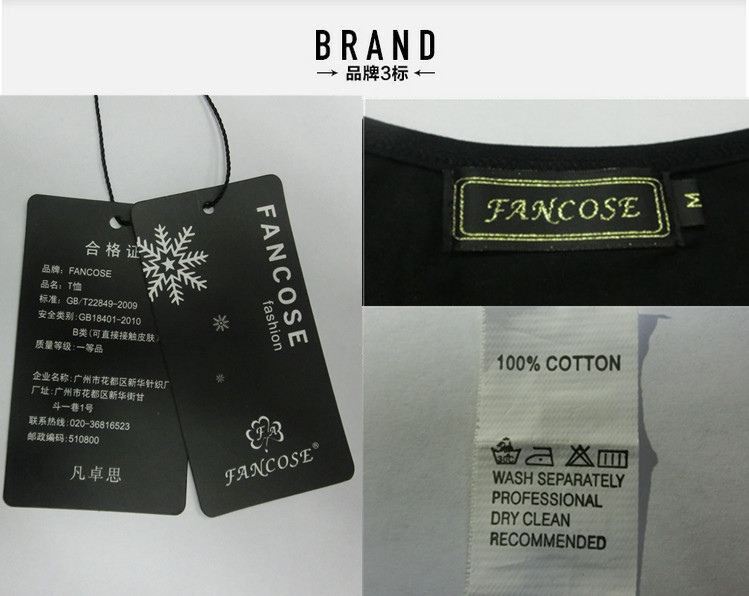 BRAND
→ 品牌3标 ←
合格证
品牌: FANCOSE
品名: T恤
标准: GB/T22849-2009
安全类别: GB18401-2010
B类(可直接接触皮肤)
质量等级: 一等品
企业名称: 广州市花都区新华针织厂
厂址: 广州市花都区新华街甘
斗一巷1号
联系热线: 020-36816523
邮政编码: 510800
凡卓思
FANCOSE
fashion
FA
FANCOSE®
FANCOSE
M
100% COTTON
WASH SEPARATELY
PROFESSIONAL
DRY CLEAN
RECOMMENDED